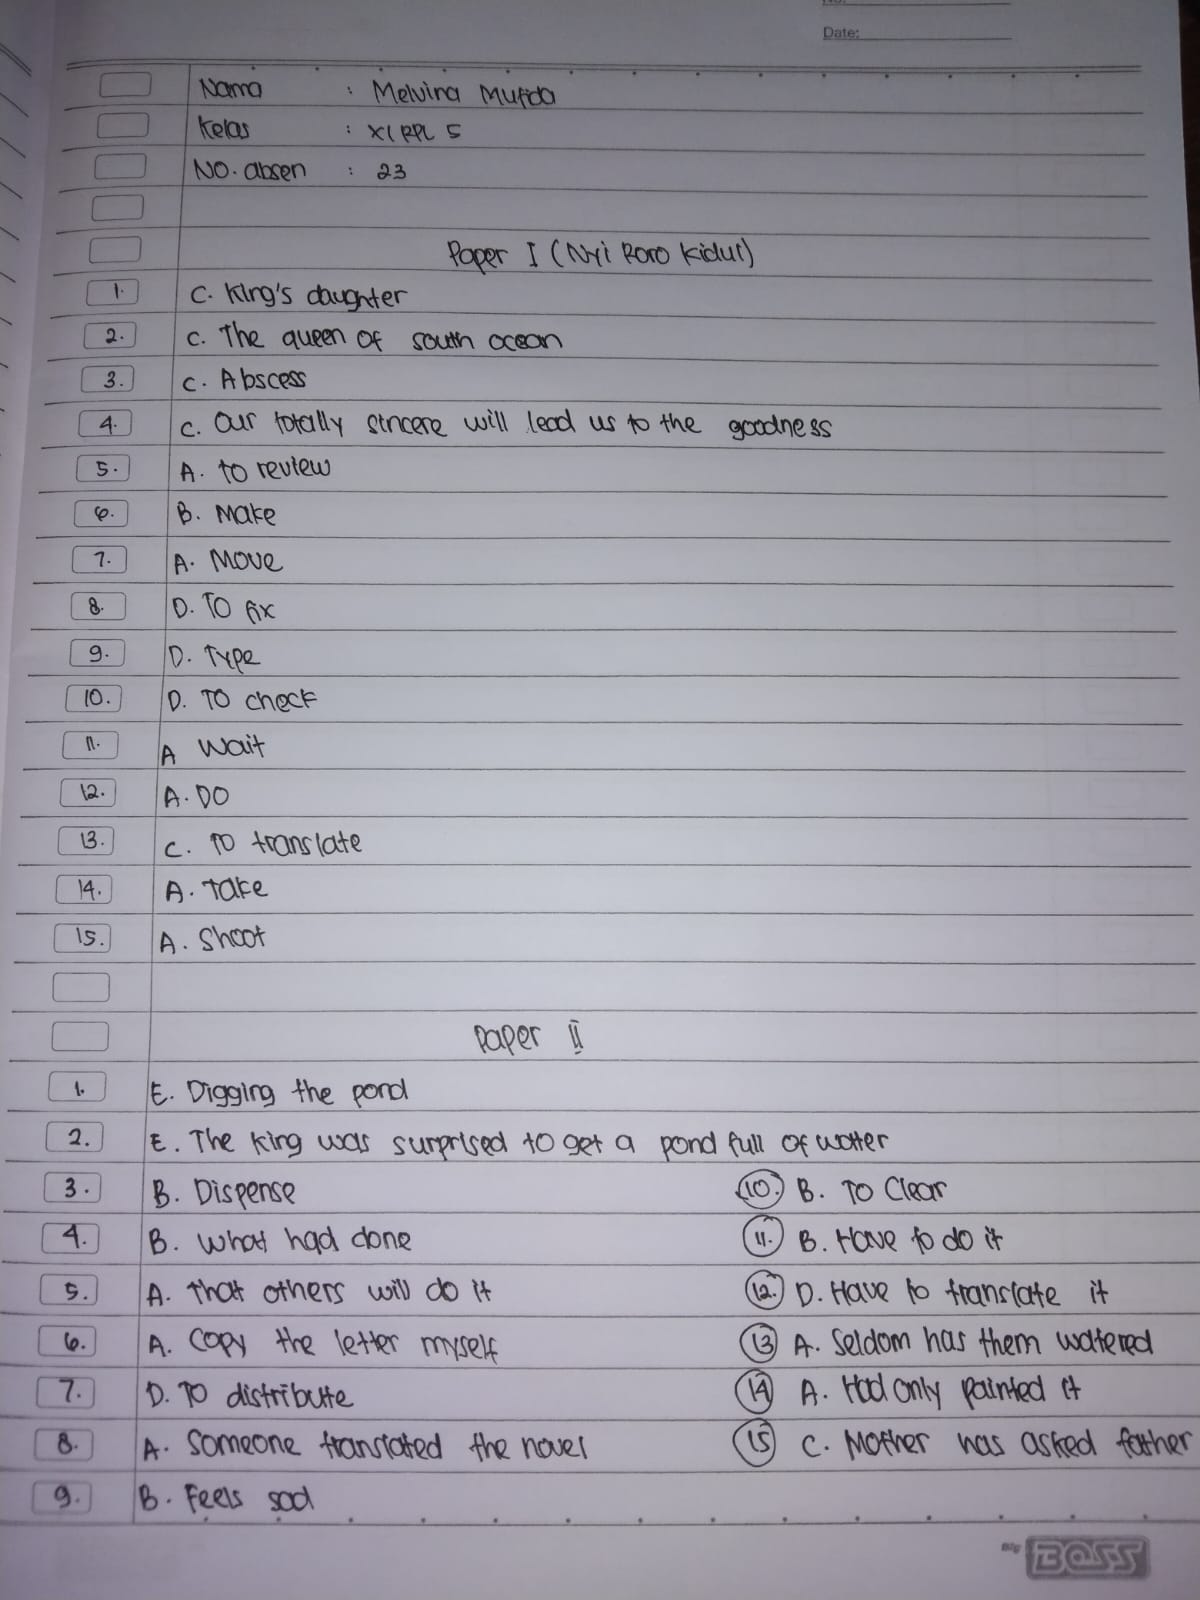 No:
Date:
Nama : Melvina Mufida
Kelas : XI RPL 5
No. absen : 23
Paper I (Nyi Roro Kidul)
1. C. King's daughter
2. C. The queen of south ocean
3. C. Abscess
4. C. Our totally sincere will lead us to the goodness
5. A. to review
6. B. Make
7. A. Move
8. D. To fix
9. D. Type
10. D. To check
11. A Wait
12. A. Do
13. C. To translate
14. A. Take
15. A. Shoot
Paper II
1. E. Digging the pond
2. E. The king was surprised to get a pond full of watter
3. B. Dispense 10. B. To Clear
4. B. What had done 11. B. Have to do it
5. A. That others will do it 12. D. Have to translate it
6. A. Copy the letter myself 13 A. Seldom has them watered
7. D. To distribute 14 A. Had only painted it
8. A. Someone translated the novel 15 C. Mother has asked father
9. B. Feels sad
Big BOSS